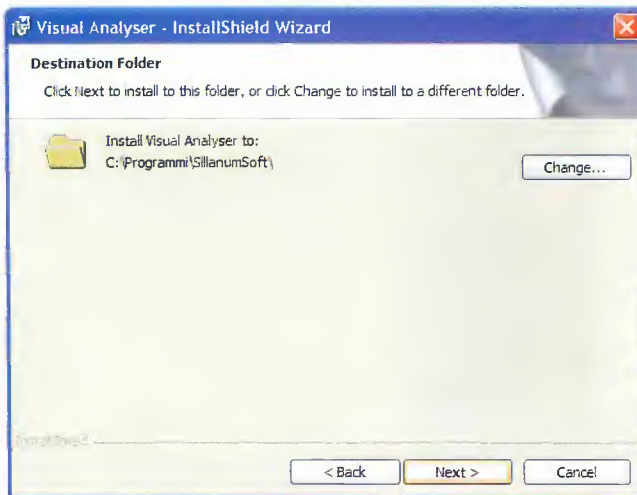 Visual Analyser - InstallShield Wizard
Destination Folder
Click Next to install to this folder, or click Change to install to a different folder.
Install Visual Analyser to:
C:\Programmi\SillanumSoft\
Change...
InstallShield
< Back
Next >
Cancel